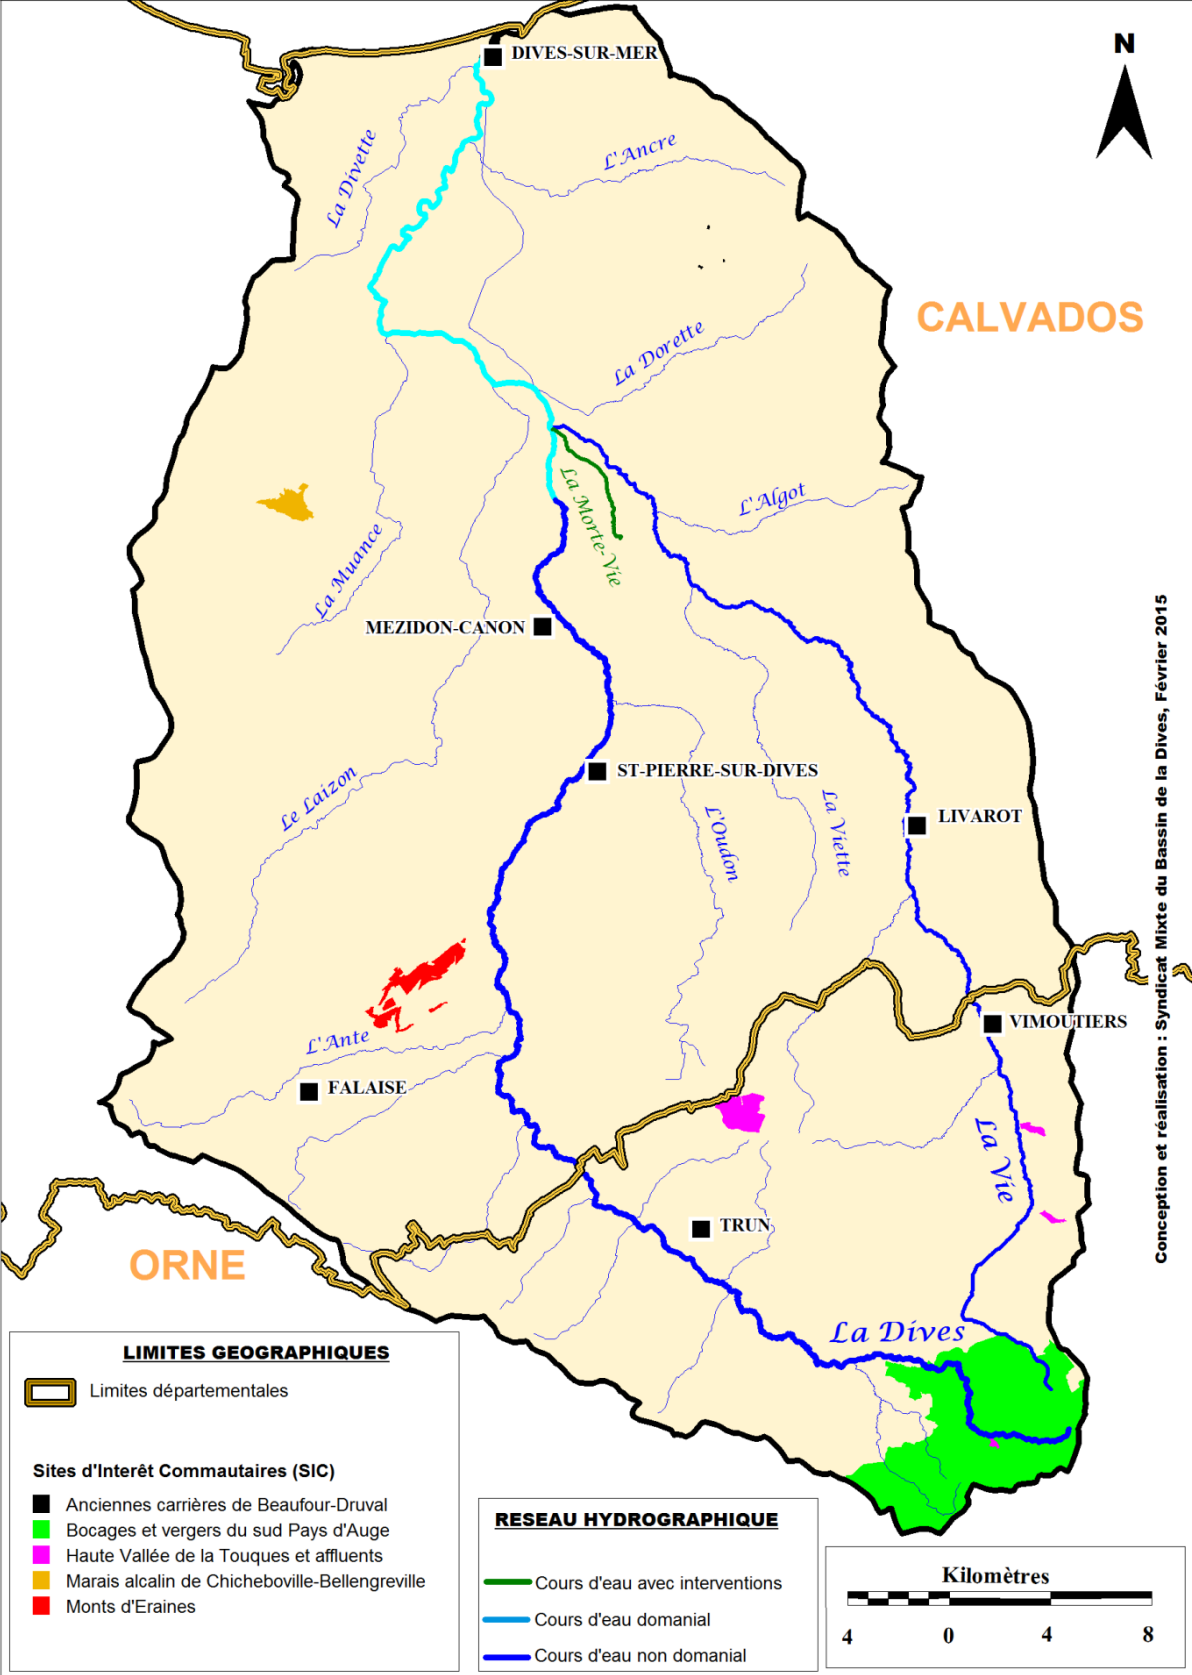 DIVES-SUR-MER
N
L'Ancre
La Divette
CALVADOS
La Dorette
L'Algot
La Morte-Vie
La Muance
MEZIDON-CANON
ST-PIERRE-SUR-DIVES
Le Laizon
L'Oudon
La Viette
LIVAROT
VIMOUTIERS
L'Ante
FALAISE
La Vie
TRUN
ORNE
La Dives
Conception et réalisation : Syndicat Mixte du Bassin de la Dives, Février 2015
LIMITES GEOGRAPHIQUES
Limites départementales
Sites d'Interêt Commautaires (SIC)
Anciennes carrières de Beaufour-Druval
Bocages et vergers du sud Pays d'Auge
Haute Vallée de la Touques et affluents
Marais alcalin de Chicheboville-Bellengreville
Monts d'Eraines
RESEAU HYDROGRAPHIQUE
Cours d'eau avec interventions
Cours d'eau domanial
Cours d'eau non domanial
Kilomètres
4 0 4 8